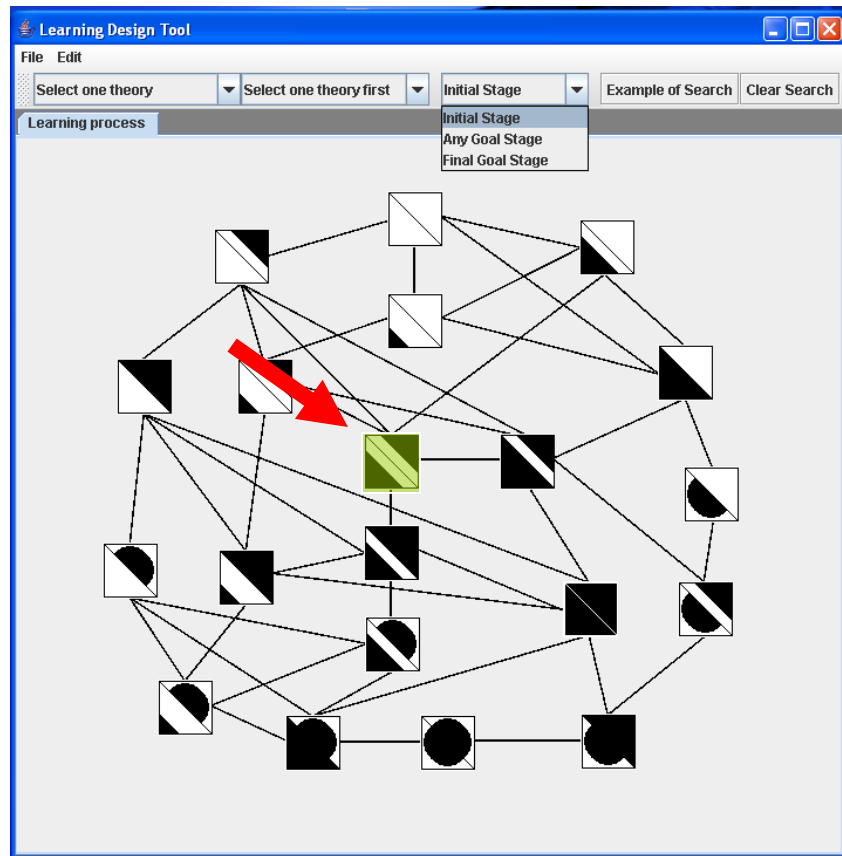 Learning Design Tool
File Edit
Select one theory Select one theory first Initial Stage Example of Search Clear Search
Learning process
Initial Stage
Any Goal Stage
Final Goal Stage